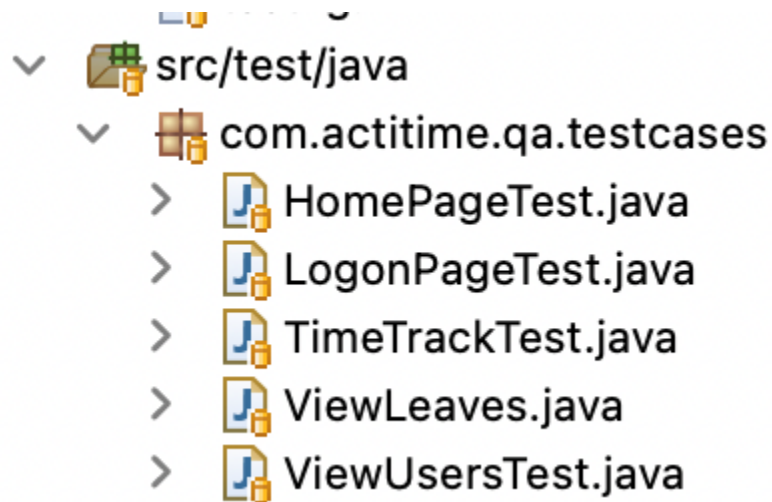 src/test/java
com.actitime.qa.testcases
HomePageTest.java
LogonPageTest.java
TimeTrackTest.java
ViewLeaves.java
ViewUsersTest.java